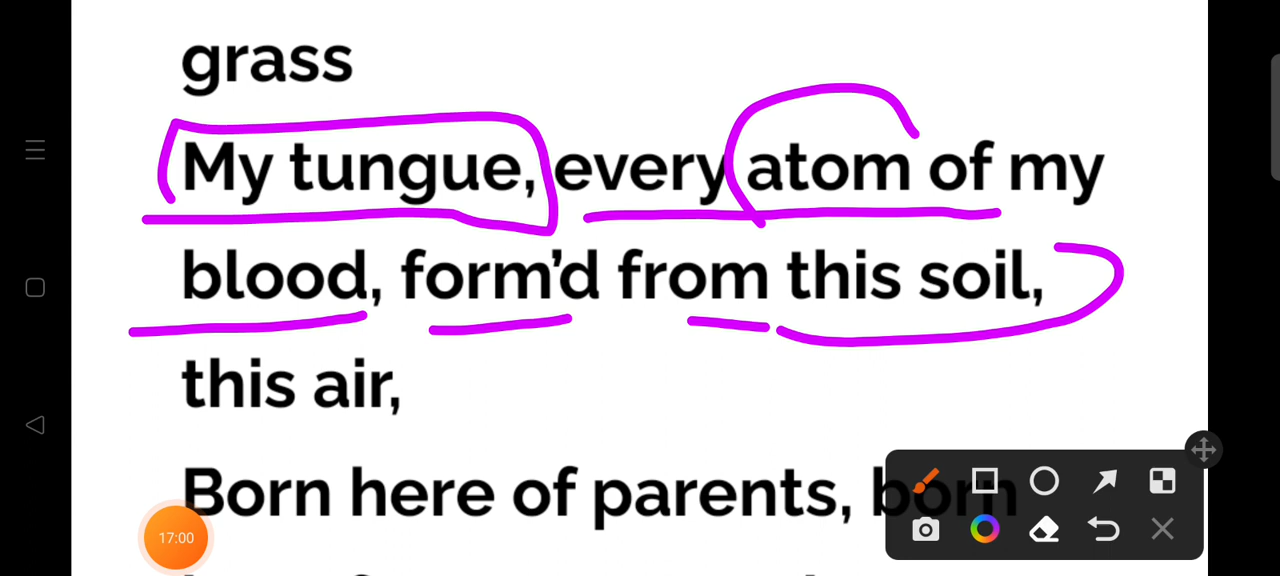 grass
My tungue, every atom of my
blood, form’d from this soil,
this air,
Born here of parents, born
17:00